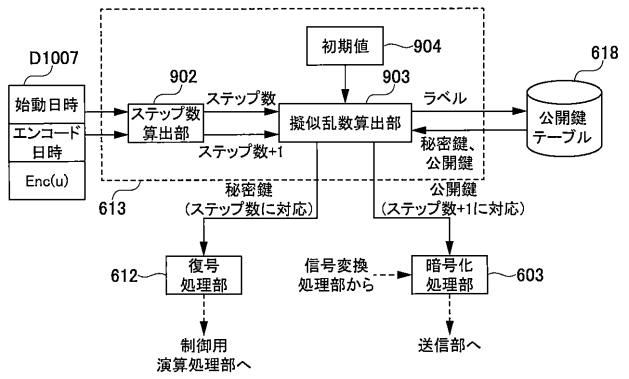 D1007
始動日時
エンコード
日時
Enc(u)
902
ステップ数
算出部
ステップ数
ステップ数+1
初期値
904
903
擬似乱数算出部
ラベル
秘密鍵、
公開鍵
618
公開鍵
テーブル
613
秘密鍵
(ステップ数に対応)
公開鍵
(ステップ数+1に対応)
612
復号
処理部
信号変換
処理部から
暗号化
処理部
603
制御用
演算処理部へ
送信部へ